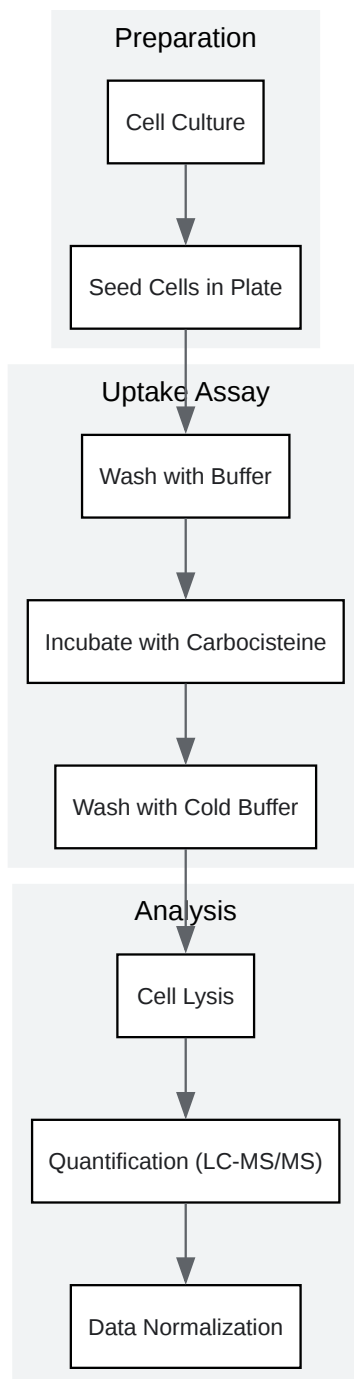 Preparation
Cell Culture
Seed Cells in Plate
Uptake Assay
Wash with Buffer
Incubate with Carbocisteine
Wash with Cold Buffer
Analysis
Cell Lysis
Quantification (LC-MS/MS)
Data Normalization